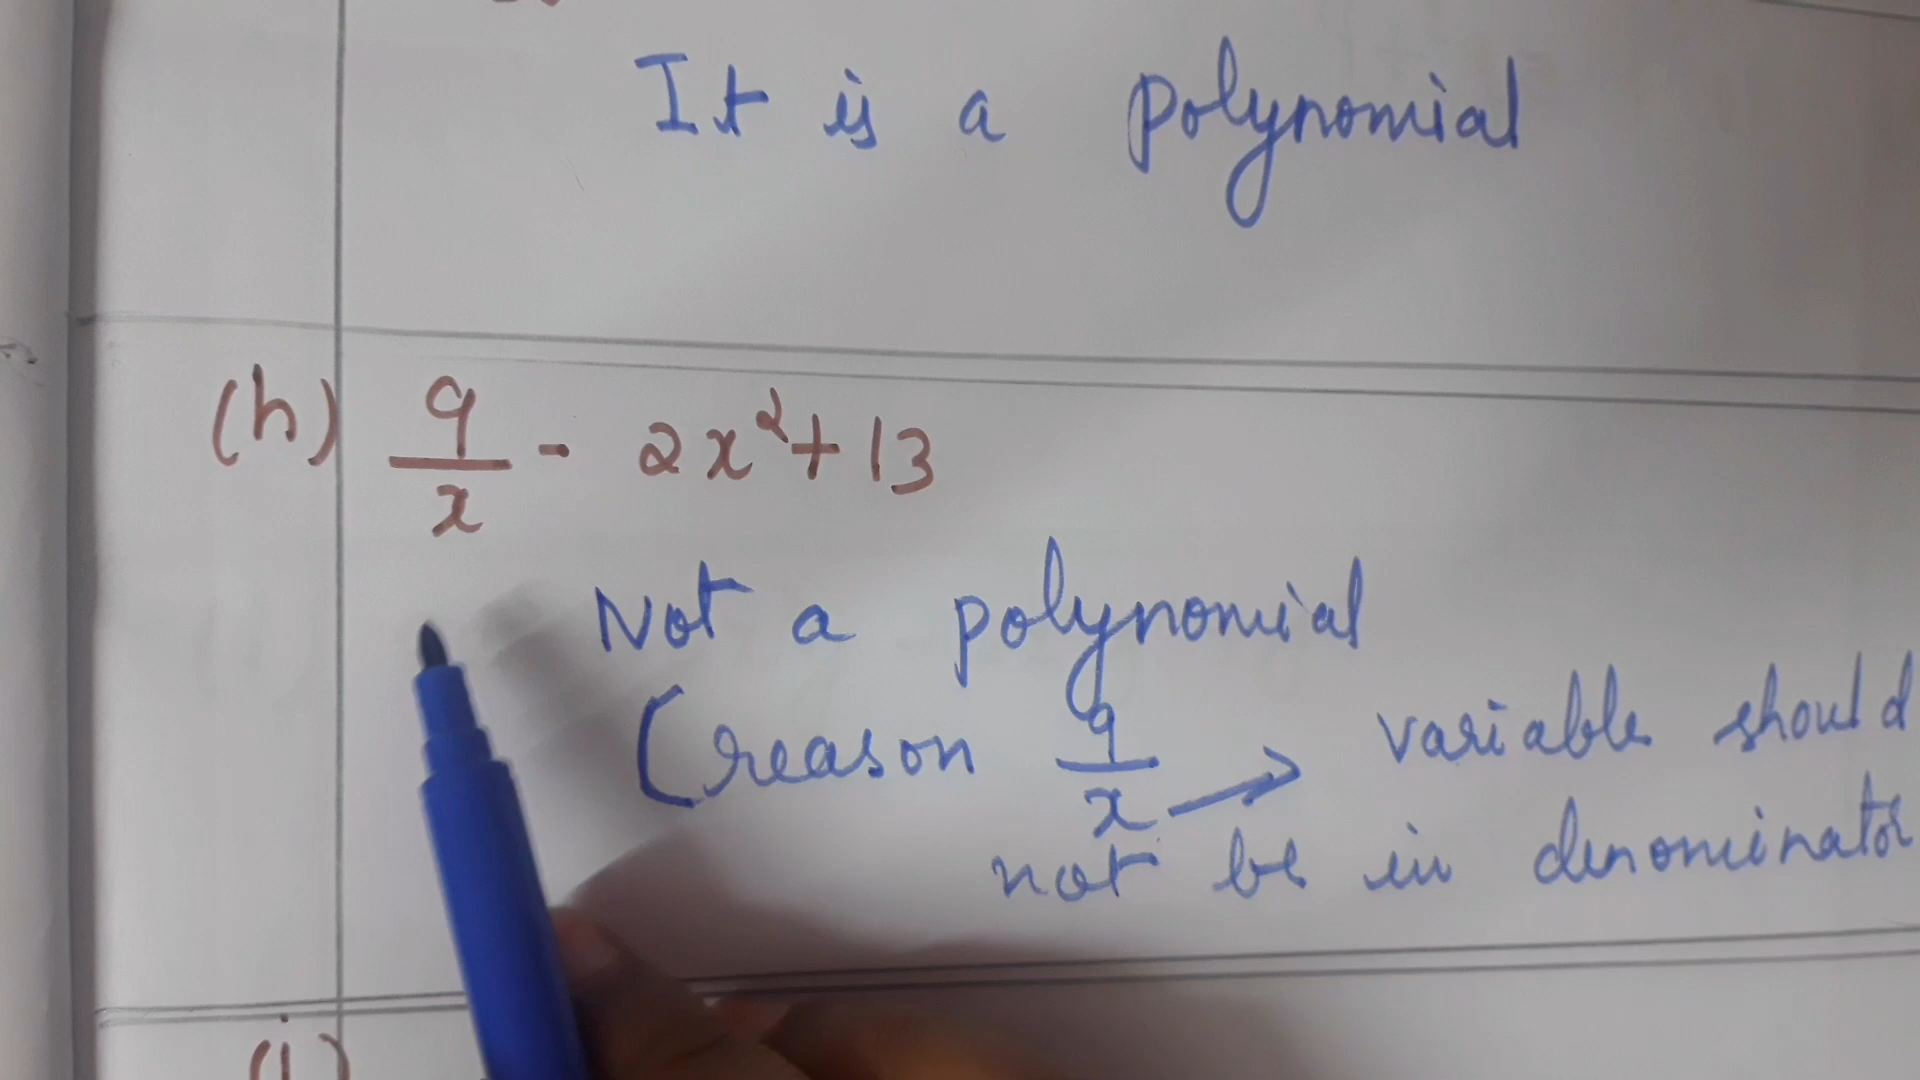 It is a polynomial
(h) 9/x - 2x² + 13
Not a polynomial
(reason 9/x → variable should
not be in denominator
(i)